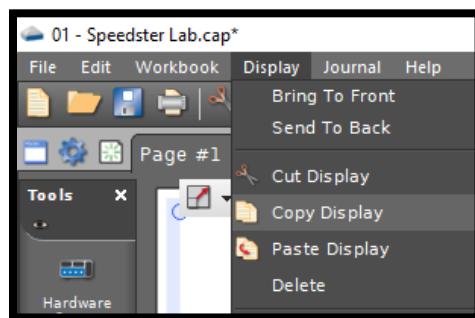 01 - Speedster Lab.cap*
File Edit Workbook Display Journal Help
Bring To Front
Send To Back
Page #1
Cut Display
Tools x
Copy Display
Paste Display
Delete
Hardware